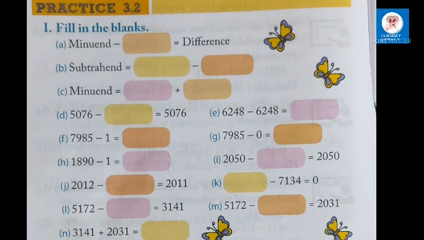 PRACTICE 3.2
1. Fill in the blanks.
(a) Minuend – = Difference
(b) Subtrahend = –
(c) Minuend = +
(d) 5076 – = 5076 (e) 6248 – 6248 =
(f) 7985 – 1 = (g) 7985 – 0 =
(h) 1890 – 1 = (i) 2050 – = 2050
(j) 2012 – = 2011 (k) – 7134 = 0
(l) 5172 – = 3141 (m) 5172 – = 2031
(n) 3141 + 2031 =